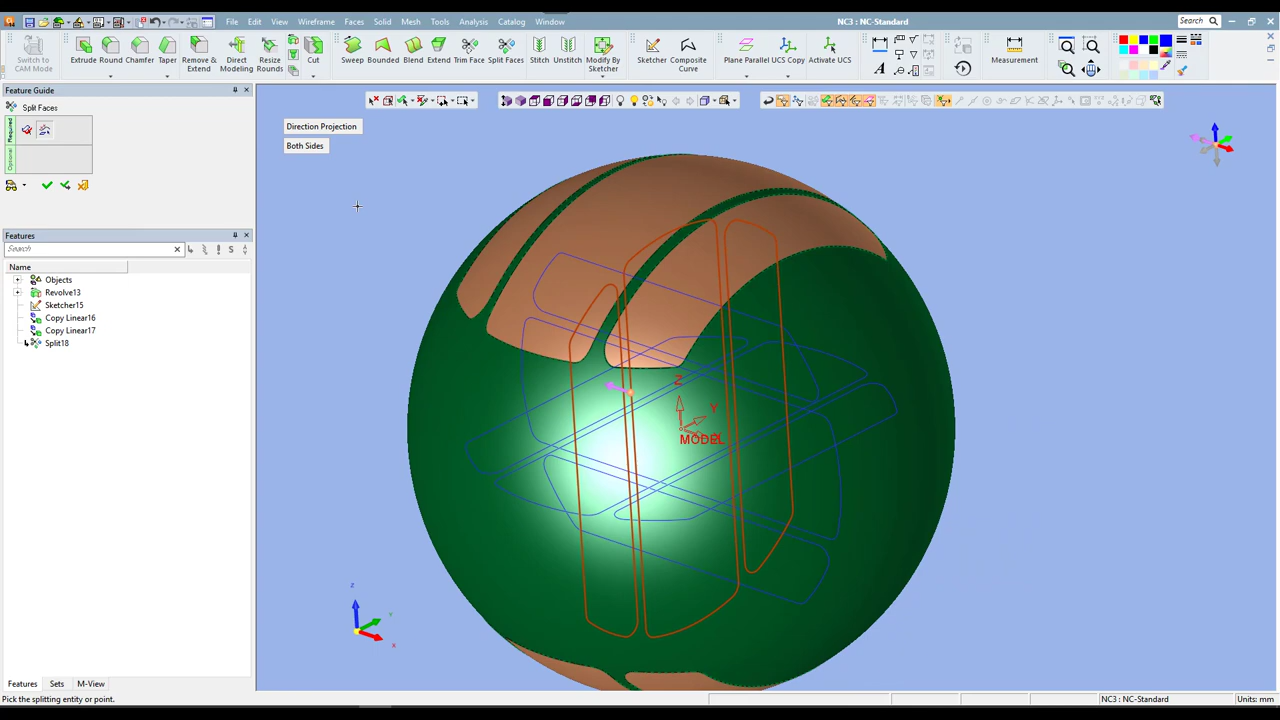 File Edit View Wireframe Faces Solid Mesh Tools Analysis Catalog Window
NC3 : NC-Standard
Search
Switch to CAM Mode
Extrude
Round
Chamfer
Taper
Remove & Extend
Direct Modeling
Resize Rounds
Cut
Sweep
Bounded
Blend
Stitch
Unstitch
Modify By Sketcher
Split Faces
Sketcher
Composite Curve
Plane Parallel
UCS Copy
Activate UCS
Measurement
Feature Guide
Split Faces
Required
Optional
Direction Projection
Both Sides
Features
Search
Name
Objects
Revolve13
Sketcher15
Copy Linear16
Copy Linear17
Split18
Z
Y
MODEL
Z
Y
X
Features Sets M-View
Pick the splitting entity or point.
NC3 : NC-Standard
Units: mm